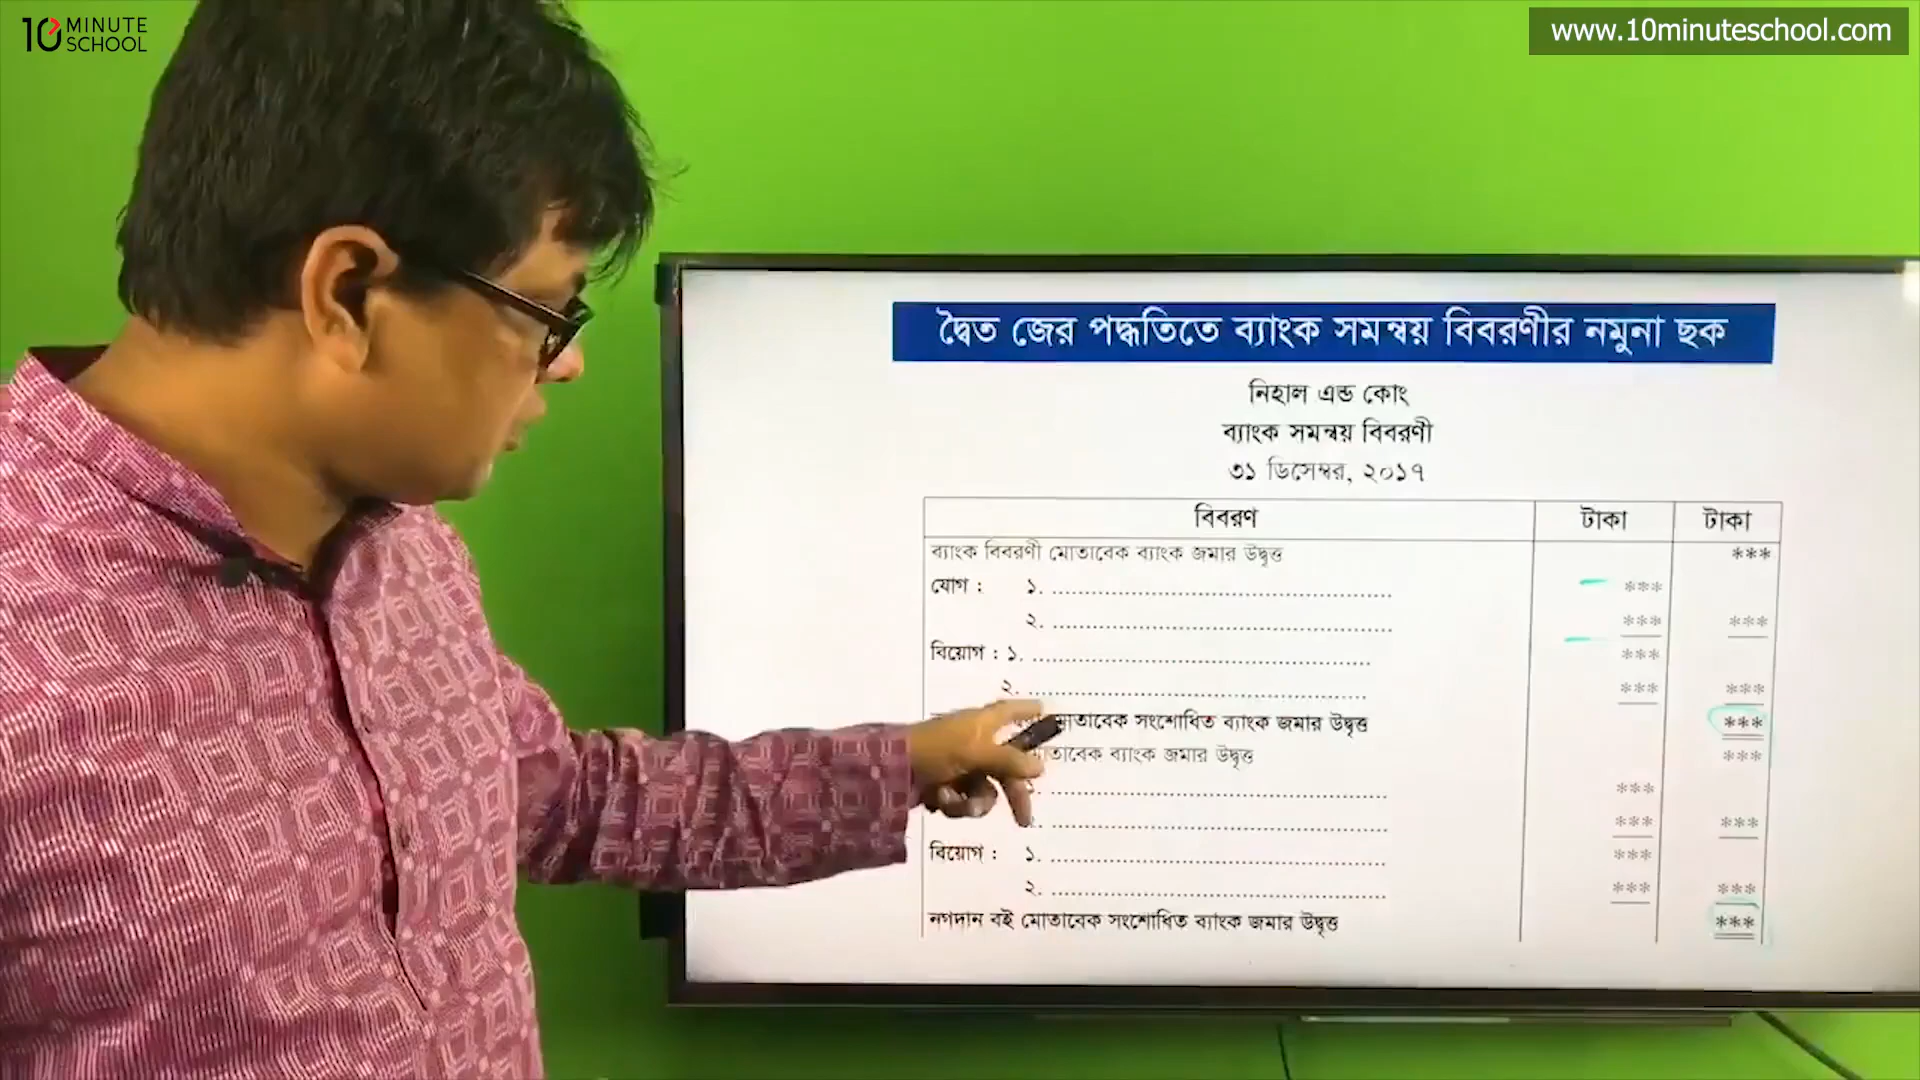 10 MINUTE SCHOOL
www.10minuteschool.com
দ্বৈত জের পদ্ধতিতে ব্যাংক সমন্বয় বিবরণীর নমুনা ছক
নিহাল এন্ড কোং
ব্যাংক সমন্বয় বিবরণী
৩১ ডিসেম্বর, ২০১৭
বিবরণ টাকা টাকা
ব্যাংক বিবরণী মোতাবেক ব্যাংক জমার উদ্বৃত্ত ***
যোগ : ১. .................................................. ***
২. .................................................. *** ***
বিয়োগ : ১. .................................................. ***
২. .................................................. *** ***
মোতাবেক সংশোধিত ব্যাংক জমার উদ্বৃত্ত ***
মোতাবেক ব্যাংক জমার উদ্বৃত্ত ***
.................................................. ***
.................................................. *** ***
বিয়োগ : ১. .................................................. ***
২. .................................................. *** ***
নগদান বই মোতাবেক সংশোধিত ব্যাংক জমার উদ্বৃত্ত ***